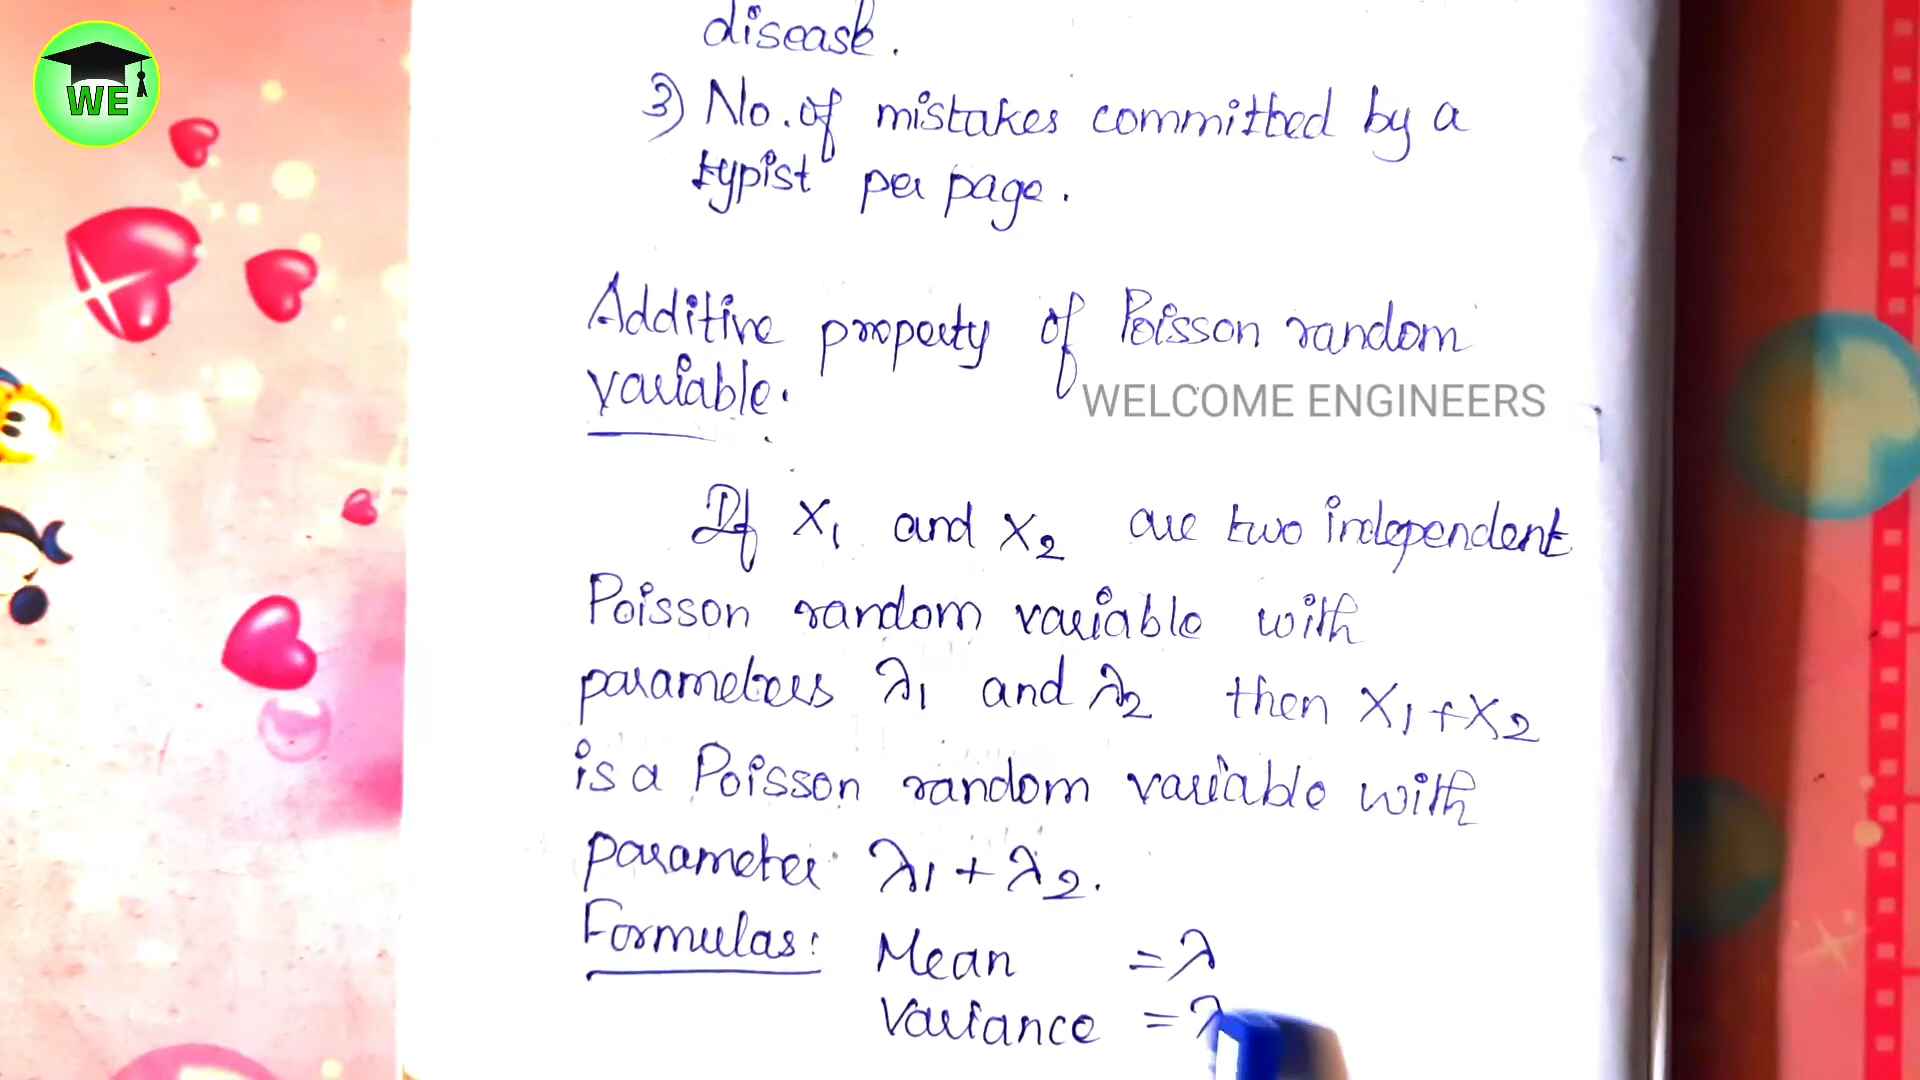 WE
disease.
3) No. of mistakes committed by a
typist per page.
Additive property of Poisson random
variable.
WELCOME ENGINEERS
If X₁ and X₂ are two independent
Poisson random variable with
parameters λ₁ and λ₂ then X₁+X₂
is a Poisson random variable with
parameter λ₁+λ₂.
Formulas: Mean = λ
Variance = λ